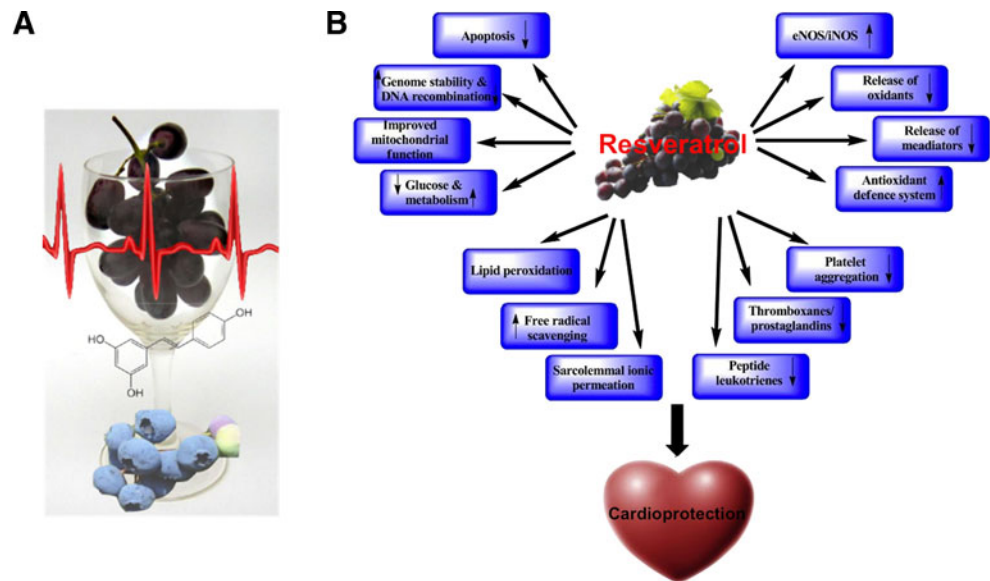 A
B
HO
OH
OH
Apoptosis ↓
↑ Genome stability &
DNA recombination ↓
Improved
mitochondrial
function
↓ Glucose &
metabolism ↑
Lipid peroxidation
↑ Free radical
scavenging
Sarcolemmal ionic
permeation
Resveratrol
eNOS/iNOS ↑
Release of
oxidants ↓
Release of
meadiators ↓
Antioxidant
defence system ↑
Platelet
aggregation ↓
Thromboxanes/
prostaglandins ↓
Peptide
leukotrienes ↓
Cardioprotection